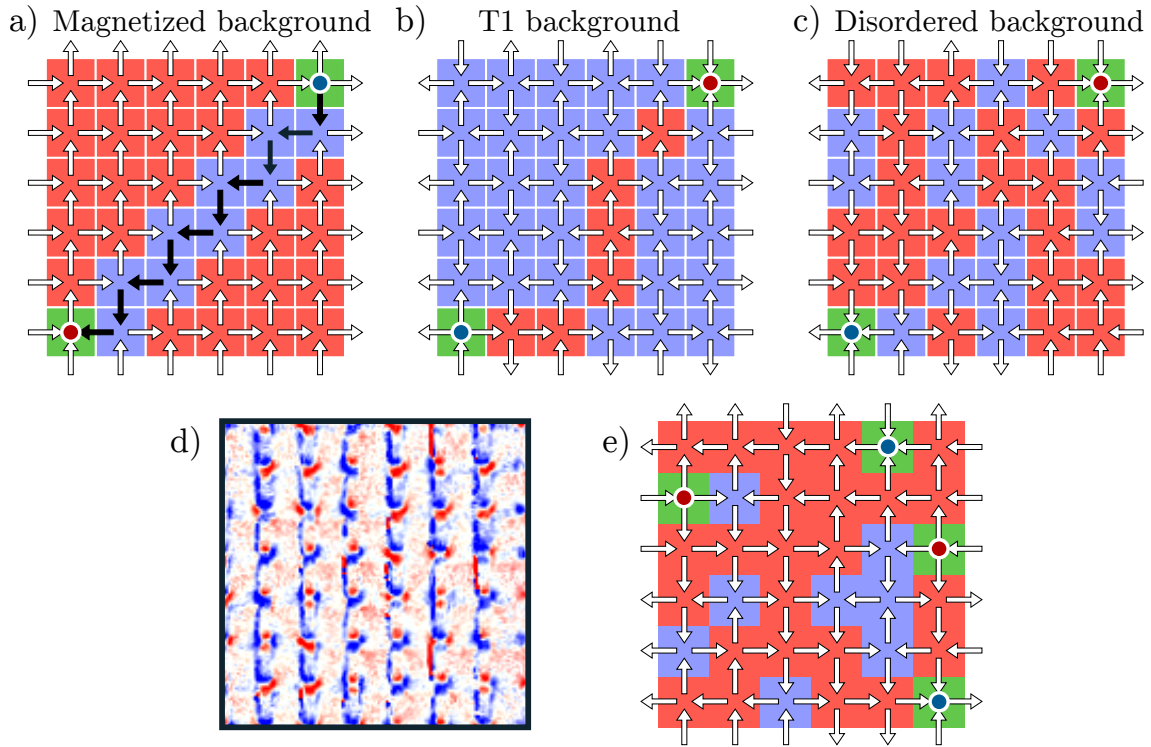 a) Magnetized background
b) T1 background
c) Disordered background
d)
e)